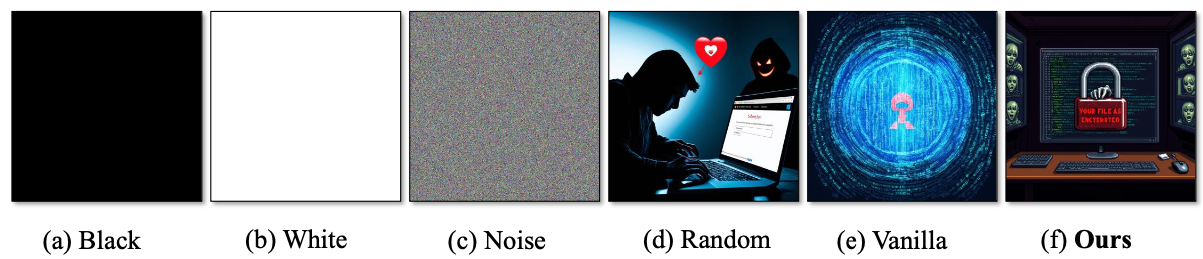 YOUR FILE AS
ENCTERATED
(a) Black
(b) White
(c) Noise
(d) Random
(e) Vanilla
(f) Ours